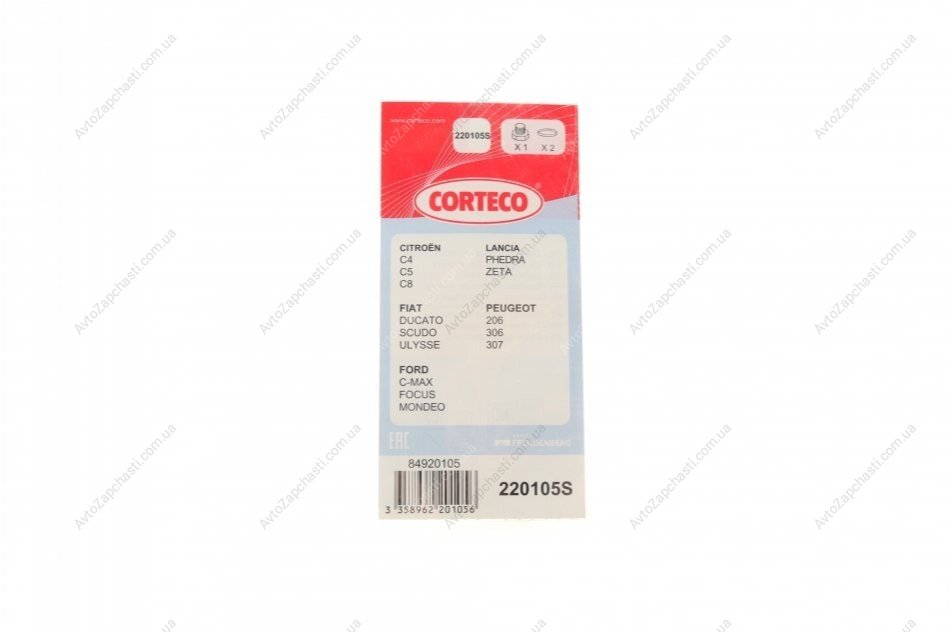 www.corteco.com
220105S
X 1 X 2
CORTECO
®
CITROËN
C4
C5
C8
LANCIA
PHEDRA
ZETA
FIAT
DUCATO
SCUDO
ULYSSE
PEUGEOT
206
306
307
FORD
C-MAX
FOCUS
MONDEO
EAC
FREUDENBERG
84920105
3 358962 201056
220105S
AvtoZapchasti.com.ua